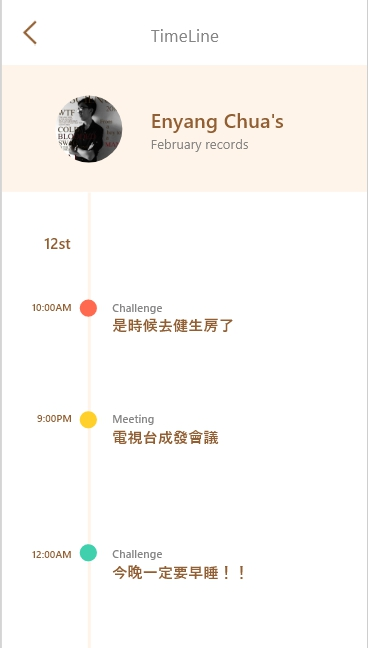 TimeLine
WTF
Enyang Chua's
February records
12st
10:00AM
Challenge
是時候去健生房了
9:00PM
Meeting
電視台成發會議
12:00AM
Challenge
今晚一定要早睡！！